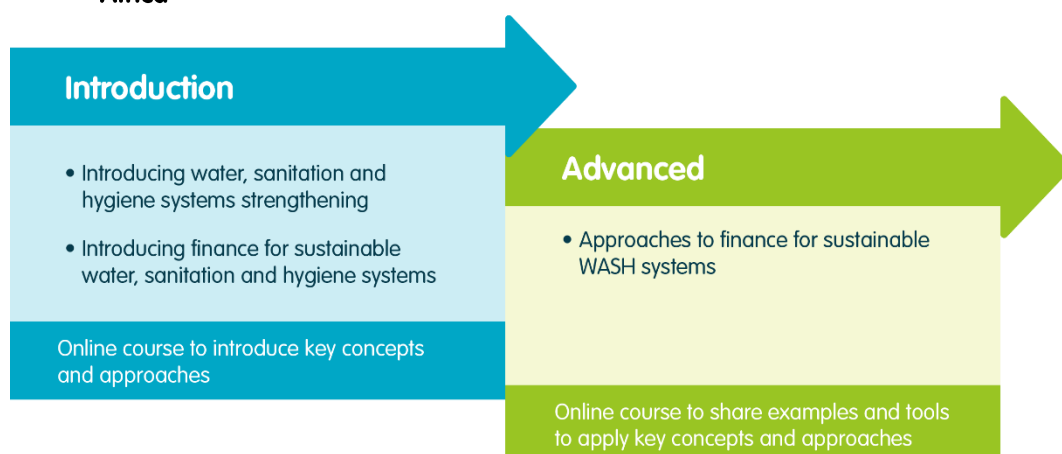 Introduction
• Introducing water, sanitation and
hygiene systems strengthening
• Introducing finance for sustainable
water, sanitation and hygiene systems
Online course to introduce key concepts
and approaches
Advanced
• Approaches to finance for sustainable
WASH systems
Online course to share examples and tools
to apply key concepts and approaches